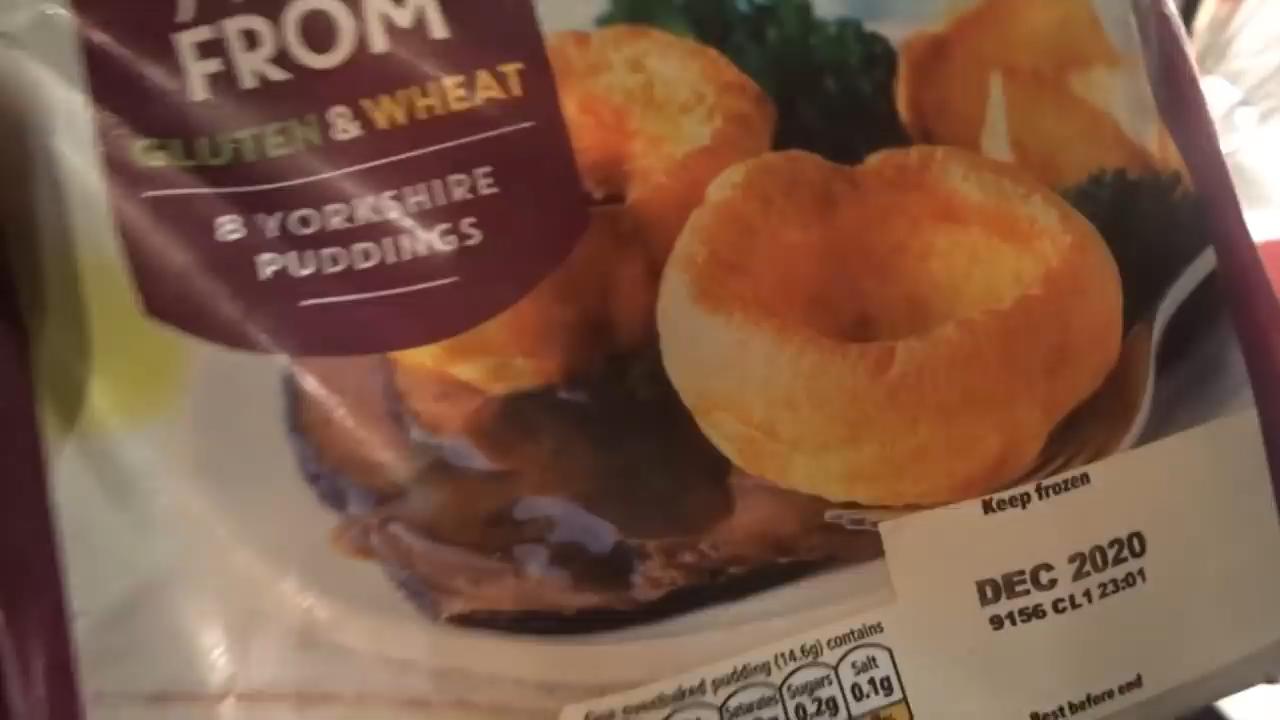 FROM
GLUTEN & WHEAT
8 YORKSHIRE
PUDDINGS
Keep frozen
DEC 2020
9156 CL1 23:01
pudding (14.6g) contains
Saturates
Sugars
0.2g
Salt
0.1g
Best before end